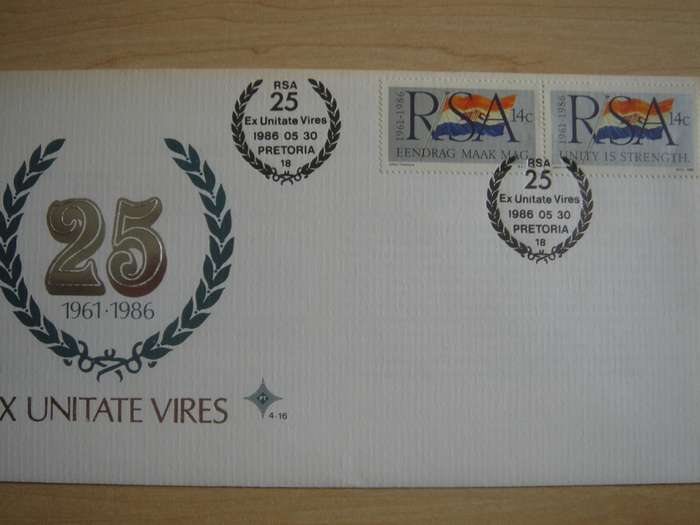 RSA
25
Ex Unitate Vires
1986 05 30
PRETORIA
18
1961-1986
RSA
14c
EENDRAG MAAK MAG
1961-1986
RSA
14c
UNITY IS STRENGTH
RSA
25
Ex Unitate Vires
1986 05 30
PRETORIA
18
25
1961·1986
X UNITATE VIRES
4·16